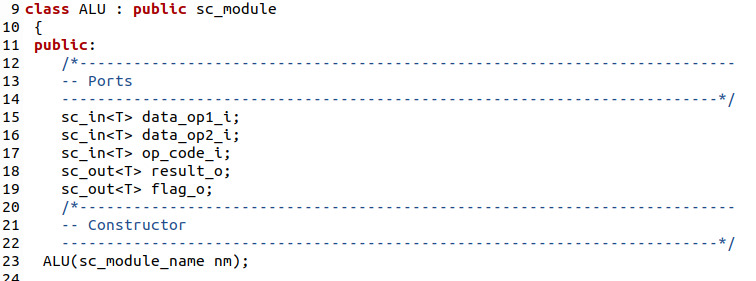 9 class ALU : public sc_module
10 {
11 public:
12 /*-------------------------------------------------------------------------
13 -- Ports
14 -------------------------------------------------------------------------*/
15 sc_in<T> data_op1_i;
16 sc_in<T> data_op2_i;
17 sc_in<T> op_code_i;
18 sc_out<T> result_o;
19 sc_out<T> flag_o;
20 /*-------------------------------------------------------------------------
21 -- Constructor
22 -------------------------------------------------------------------------*/
23 ALU(sc_module_name nm);
24